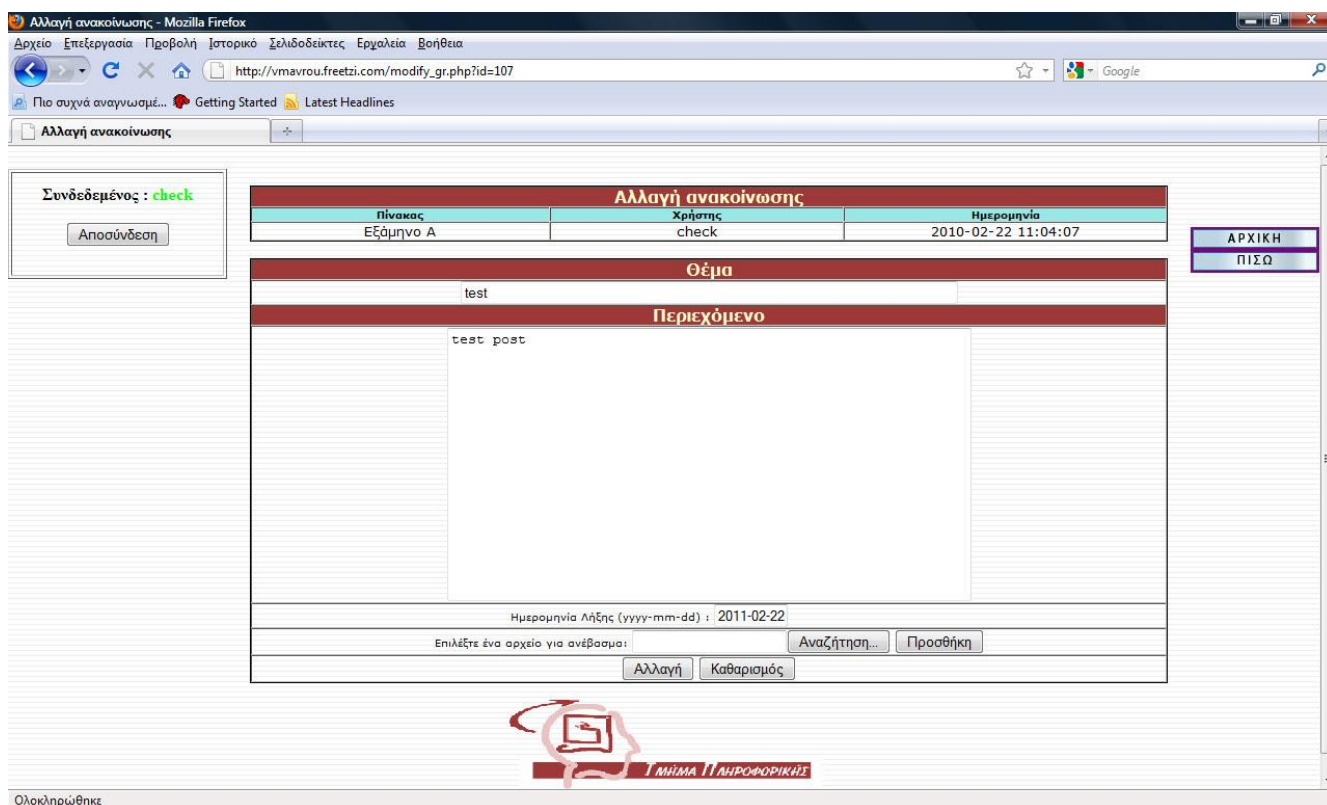 Αλλαγή ανακοίνωσης - Mozilla Firefox
Αρχείο Επεξεργασία Προβολή Ιστορικό Σελιδοδείκτες Εργαλεία Βοήθεια
http://vmavrou.freetzi.com/modify_gr.php?id=107
Google
Πιο συχνά αναγνωσμέ... Getting Started Latest Headlines
Αλλαγή ανακοίνωσης
Συνδεδεμένος : check
Αποσύνδεση
Αλλαγή ανακοίνωσης
Πίνακας Χρήστης Ημερομηνία
Εξάμηνο Α check 2010-02-22 11:04:07
ΑΡΧΙΚΗ
ΠΙΣΩ
Θέμα
test
Περιεχόμενο
test post
Ημερομηνία Λήξης (yyyy-mm-dd) : 2011-02-22
Επιλέξτε ένα αρχείο για ανέβασμα: Αναζήτηση... Προσθήκη
Αλλαγή Καθαρισμός
ΤΜΗΜΑ ΠΛΗΡΟΦΟΡΙΚΗΣ
Ολοκληρώθηκε